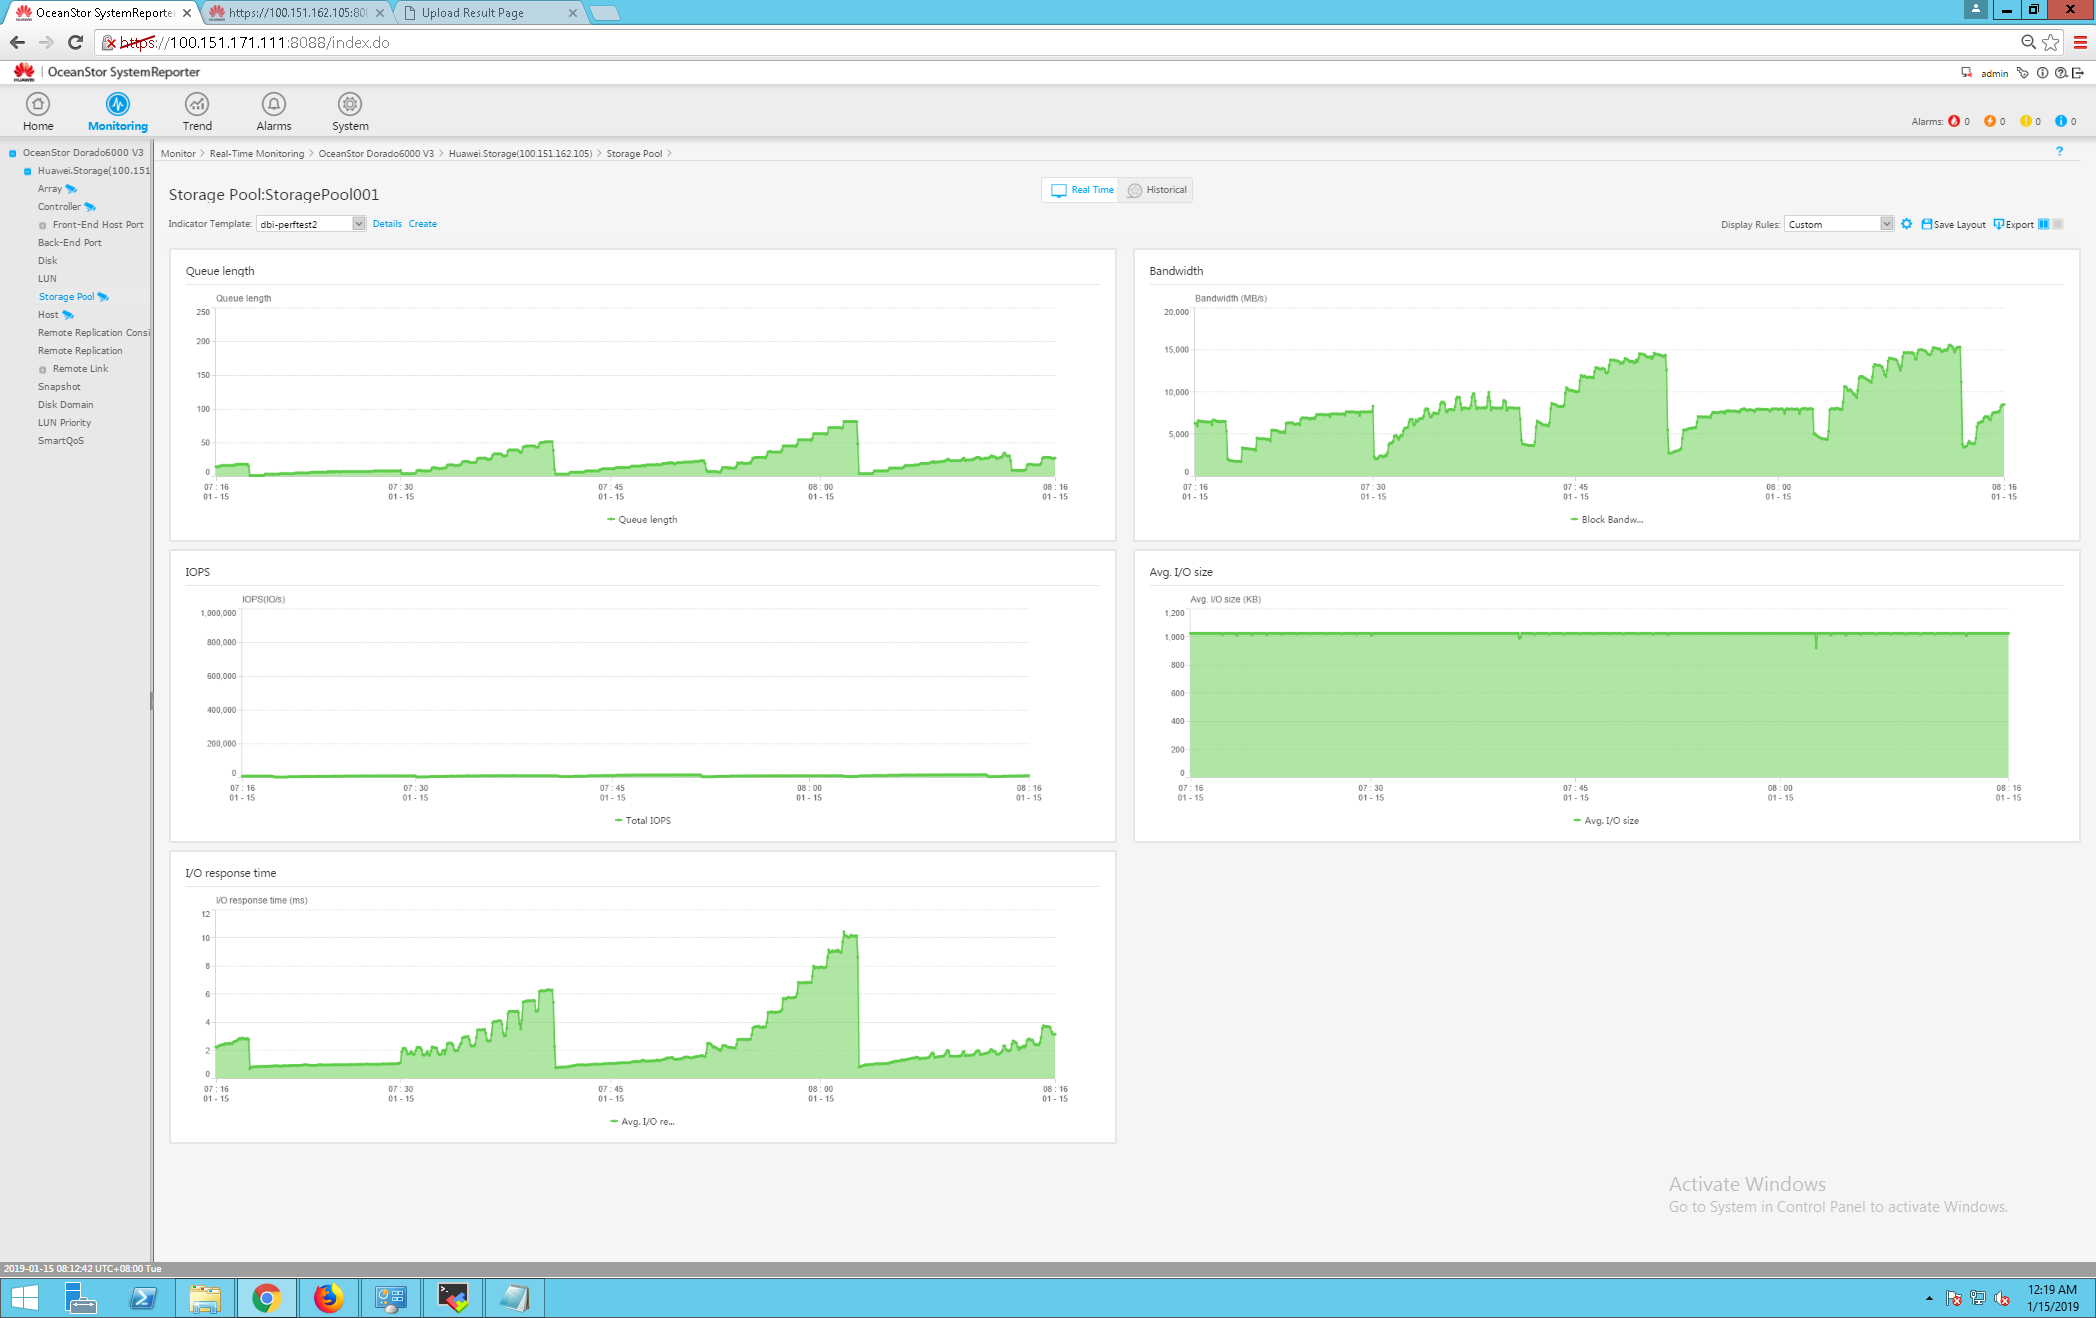 OceanStor SystemReporte
https://100.151.162.105:80
Upload Result Page
https://100.151.171.111:8088/index.do
HUAWEI
OceanStor SystemReporter
admin
Home
Monitoring
Trend
Alarms
System
Alarms: 0 0 0 0
OceanStor Dorado6000 V3
Huawei.Storage(100.151
Array
Controller
Front-End Host Port
Back-End Port
Disk
LUN
Storage Pool
Host
Remote Replication Consi
Remote Replication
Remote Link
Snapshot
Disk Domain
LUN Priority
SmartQoS
Monitor > Real-Time Monitoring > OceanStor Dorado6000 V3 > Huawei.Storage(100.151.162.105) > Storage Pool >
?
Storage Pool:StoragePool001
Real Time
Historical
Indicator Template: dbi-perftest2 Details Create
Display Rules: Custom Save Layout Export
Queue length
Queue length
250
200
150
100
50
0
07 : 16 07 : 30 07 : 45 08 : 00 08 : 16
01 - 15 01 - 15 01 - 15 01 - 15 01 - 15
Queue length
Bandwidth
Bandwidth (MB/s)
20,000
15,000
10,000
5,000
0
07 : 16 07 : 30 07 : 45 08 : 00 08 : 16
01 - 15 01 - 15 01 - 15 01 - 15 01 - 15
Block Bandw...
IOPS
IOPS(IO/s)
1,000,000
800,000
600,000
400,000
200,000
0
07 : 16 07 : 30 07 : 45 08 : 00 08 : 16
01 - 15 01 - 15 01 - 15 01 - 15 01 - 15
Total IOPS
Avg. I/O size
Avg. I/O size (KB)
1,200
1,000
800
600
400
200
0
07 : 16 07 : 30 07 : 45 08 : 00 08 : 16
01 - 15 01 - 15 01 - 15 01 - 15 01 - 15
Avg. I/O size
I/O response time
I/O response time (ms)
12
10
8
6
4
2
0
07 : 16 07 : 30 07 : 45 08 : 00 08 : 16
01 - 15 01 - 15 01 - 15 01 - 15 01 - 15
Avg. I/O re...
Activate Windows
Go to System in Control Panel to activate Windows.
2019-01-15 08:12:42 UTC+08:00 Tue
12:19 AM
1/15/2019